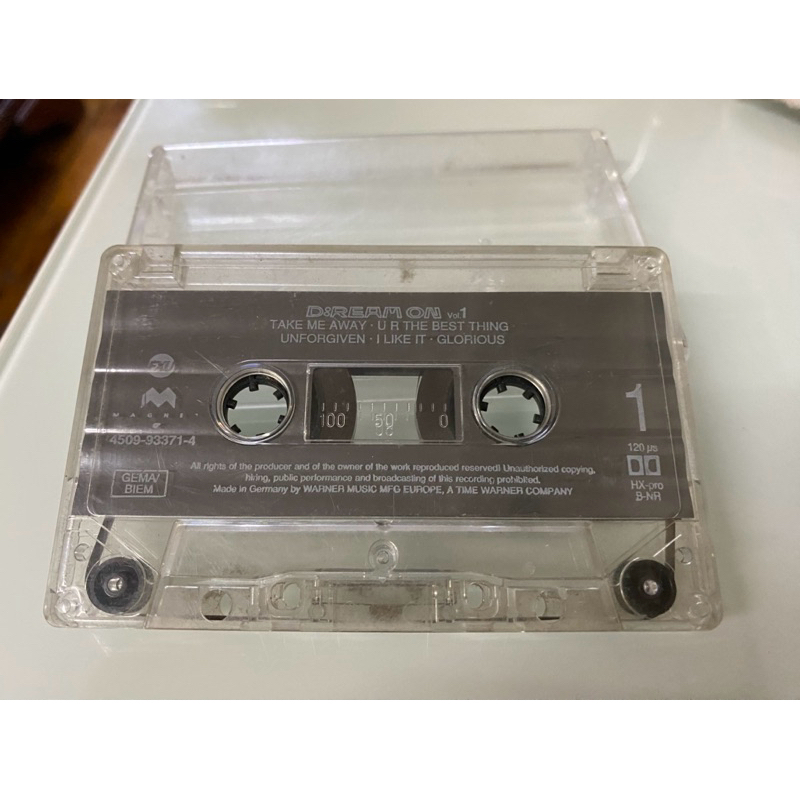 D:REAM ON Vol.1
TAKE ME AWAY · U R THE BEST THING
UNFORGIVEN · I LIKE IT · GLORIOUS
FXU
MAGNET
4509-93371-4
100 50 0
1
120 µs
HX-pro
B-NR
GEMA/
BIEM
All rights of the producer and of the owner of the work reproduced reserved! Unauthorized copying,
hiring, public performance and broadcasting of this recording prohibited.
Made in Germany by WARNER MUSIC MFG EUROPE, A TIME WARNER COMPANY